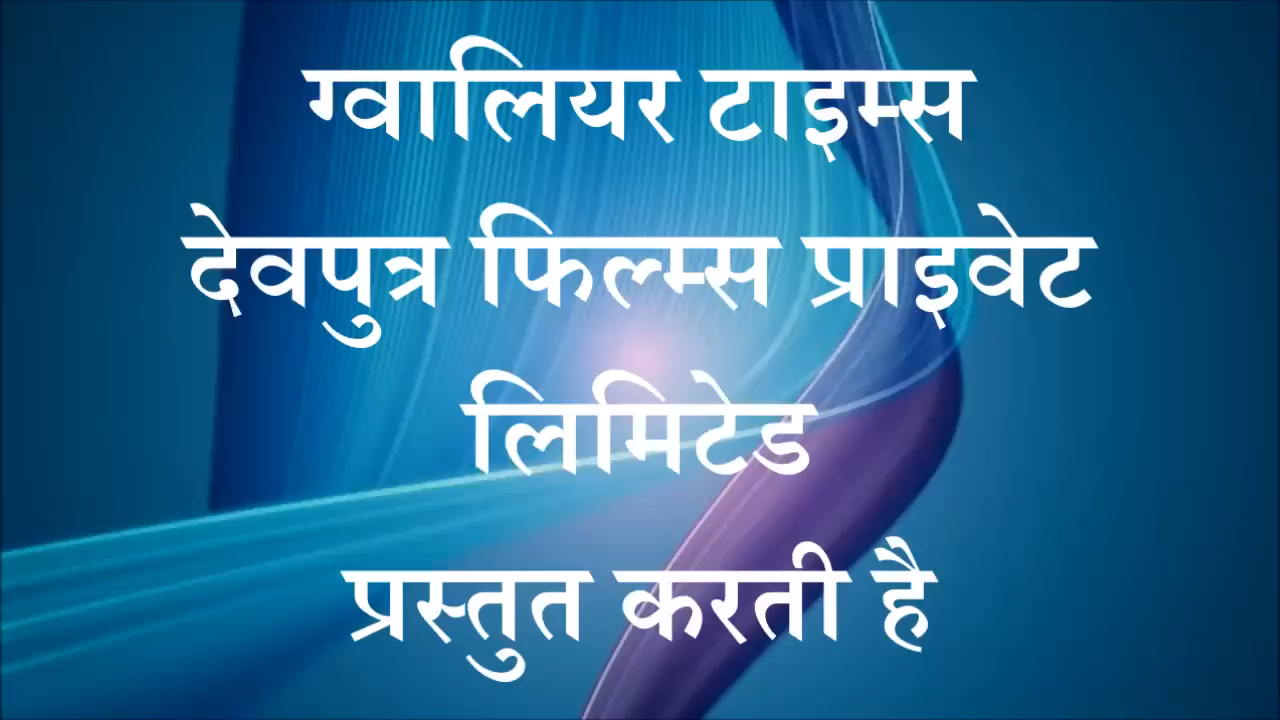 ग्वालियर टाइम्स
देवपुत्र फिल्म्स प्राइवेट
लिमिटेड
प्रस्तुत करती है